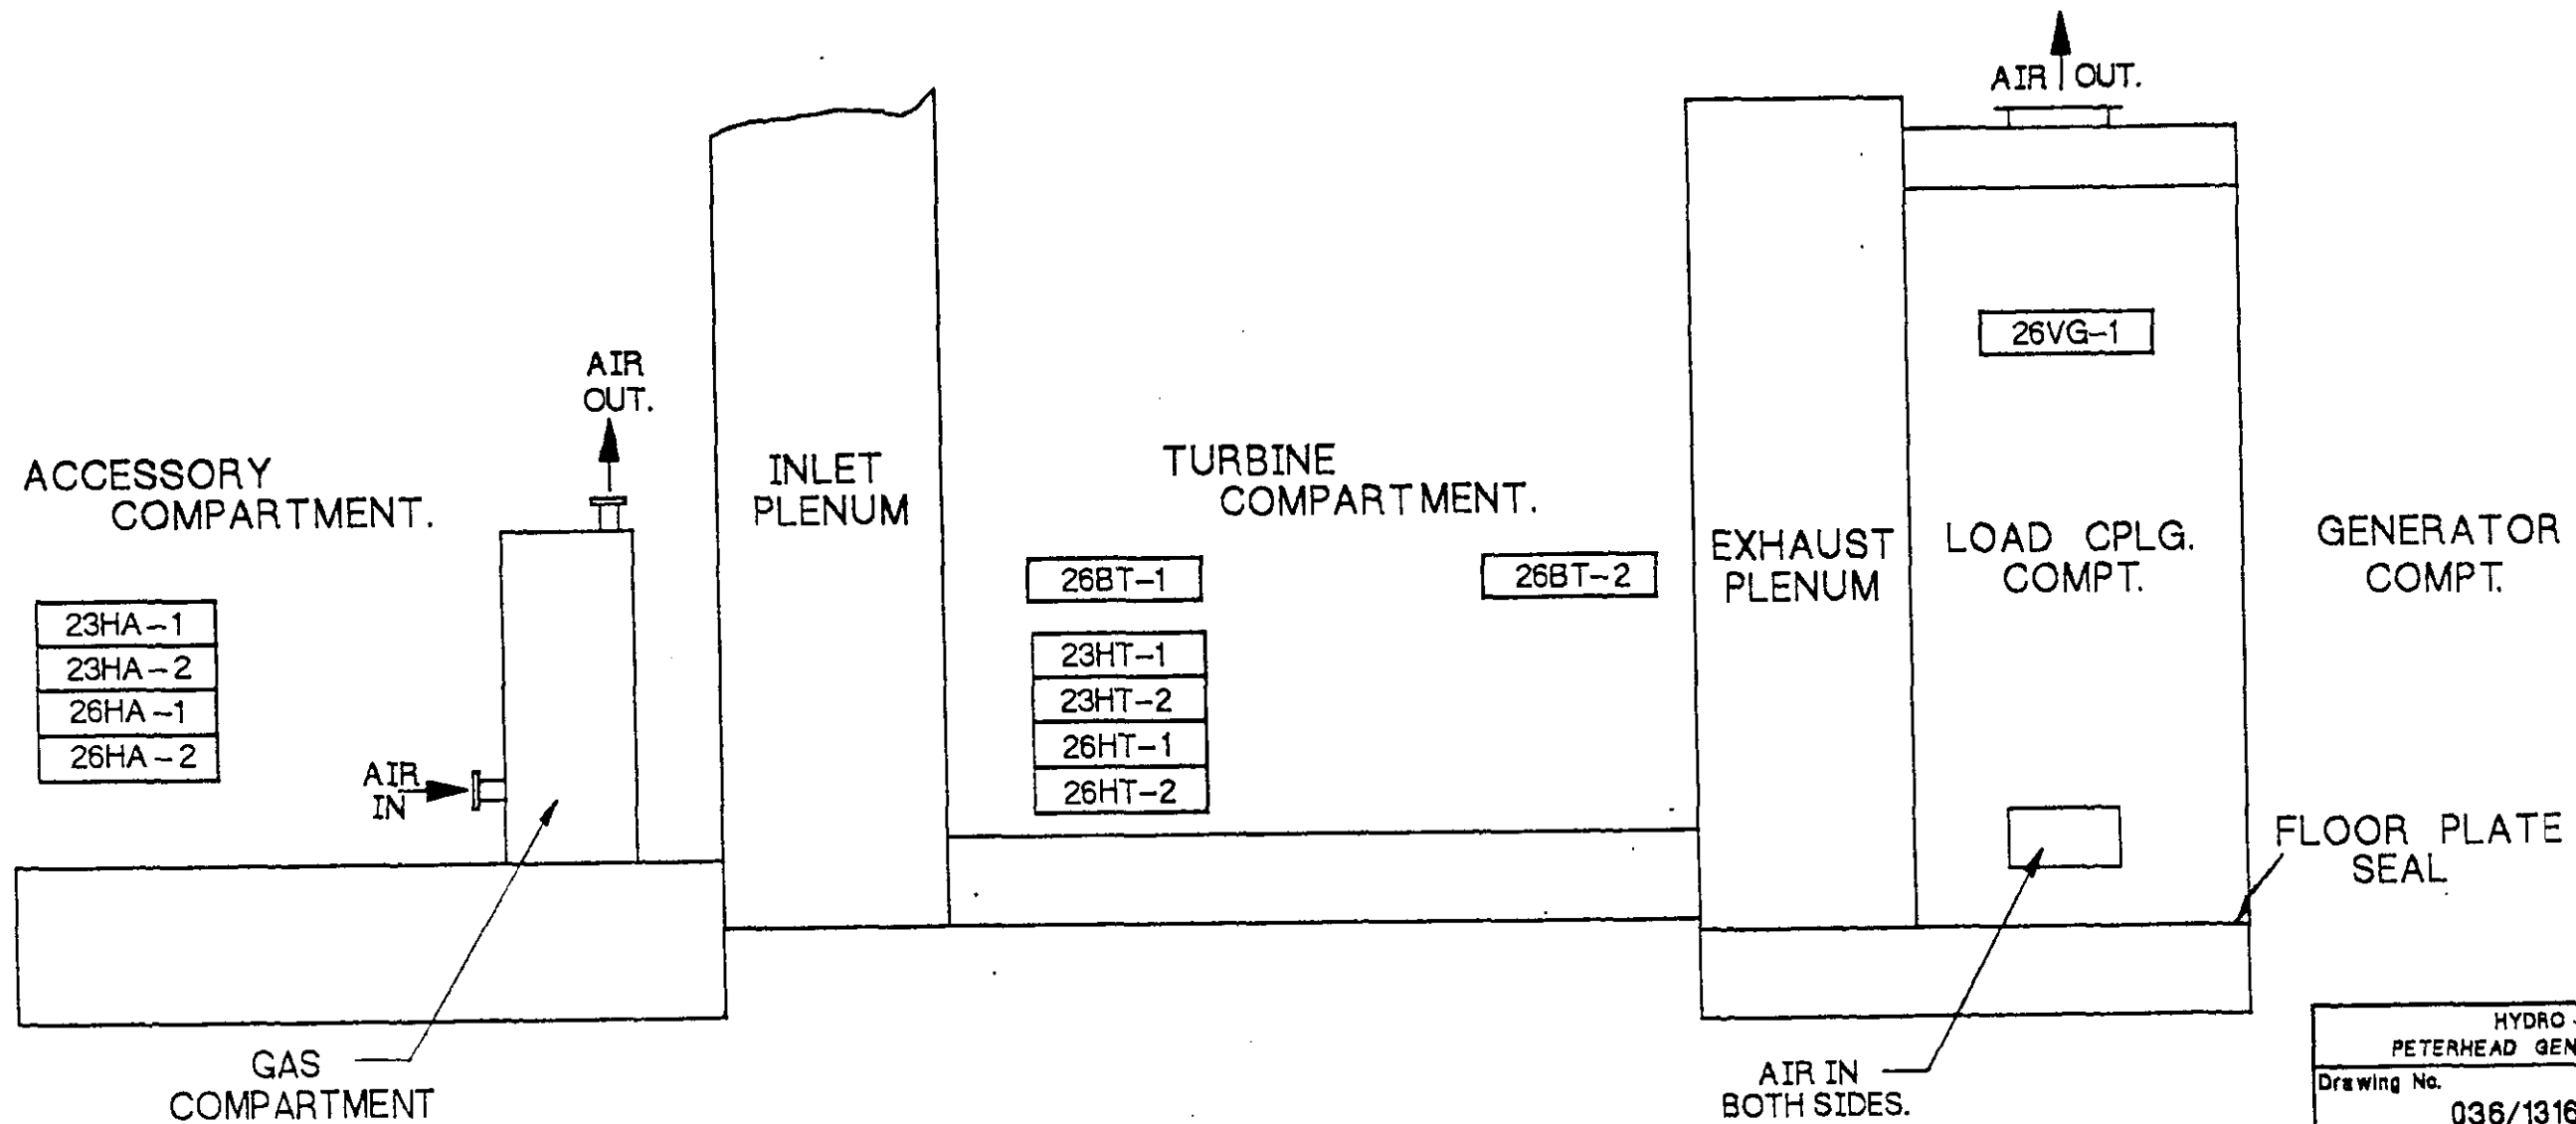 AIR OUT.
AIR
OUT.
ACCESSORY
COMPARTMENT.
INLET
PLENUM
TURBINE
COMPARTMENT.
26VG-1
EXHAUST
PLENUM
LOAD CPLG.
COMPT.
GENERATOR
COMPT.
26BT-1
26BT-2
23HA-1
23HA-2
26HA-1
26HA-2
23HT-1
23HT-2
26HT-1
26HT-2
AIR
IN
FLOOR PLATE
SEAL
GAS
COMPARTMENT
AIR IN
BOTH SIDES.
HYDRO
PETERHEAD GEN
Drawing No.
036/1316